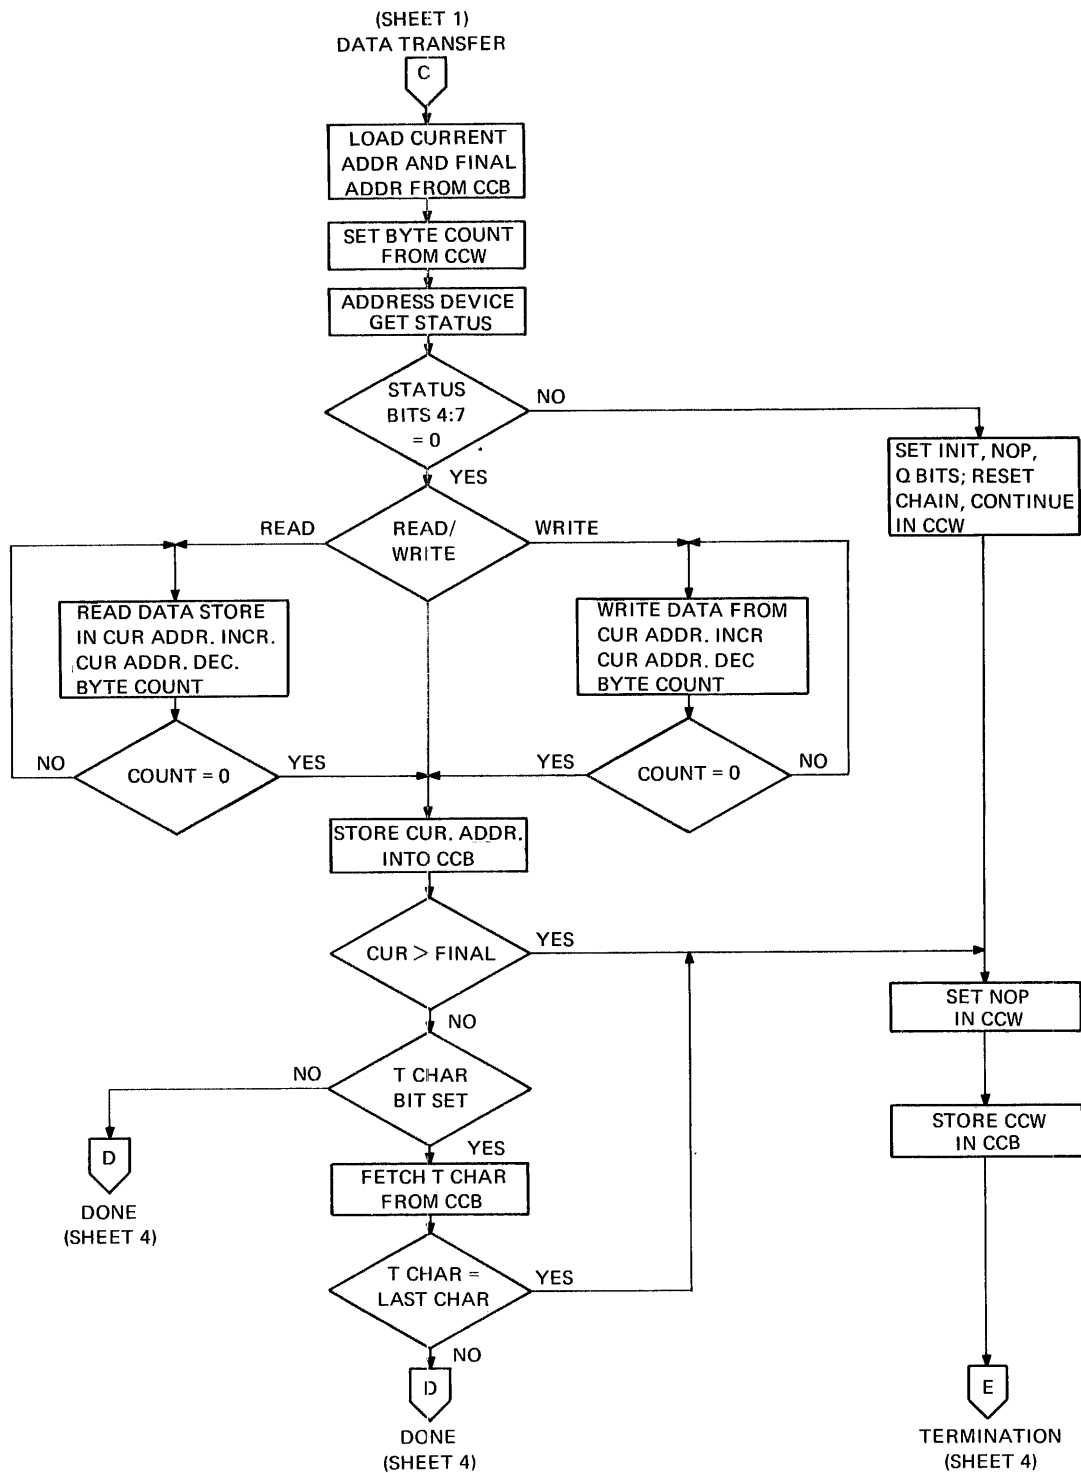 (SHEET 1)
DATA TRANSFER
C
LOAD CURRENT
ADDR AND FINAL
ADDR FROM CCB
SET BYTE COUNT
FROM CCW
ADDRESS DEVICE
GET STATUS
STATUS
BITS 4:7
= 0
NO
YES
SET INIT, NOP,
Q BITS; RESET
CHAIN, CONTINUE
IN CCW
READ
READ/
WRITE
WRITE
READ DATA STORE
IN CUR ADDR. INCR.
CUR ADDR. DEC.
BYTE COUNT
WRITE DATA FROM
CUR ADDR. INCR
CUR ADDR. DEC
BYTE COUNT
NO
COUNT = 0
YES
YES
COUNT = 0
NO
STORE CUR. ADDR.
INTO CCB
CUR > FINAL
YES
NO
SET NOP
IN CCW
NO
T CHAR
BIT SET
YES
STORE CCW
IN CCB
D
DONE
(SHEET 4)
FETCH T CHAR
FROM CCB
T CHAR =
LAST CHAR
YES
NO
D
DONE
(SHEET 4)
E
TERMINATION
(SHEET 4)